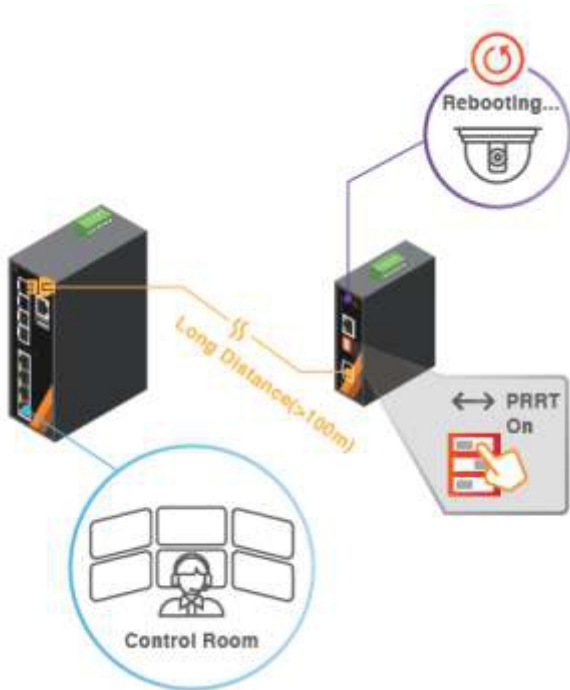 Rebooting...
Long Distance(>100m)
PRRT
On
Control Room